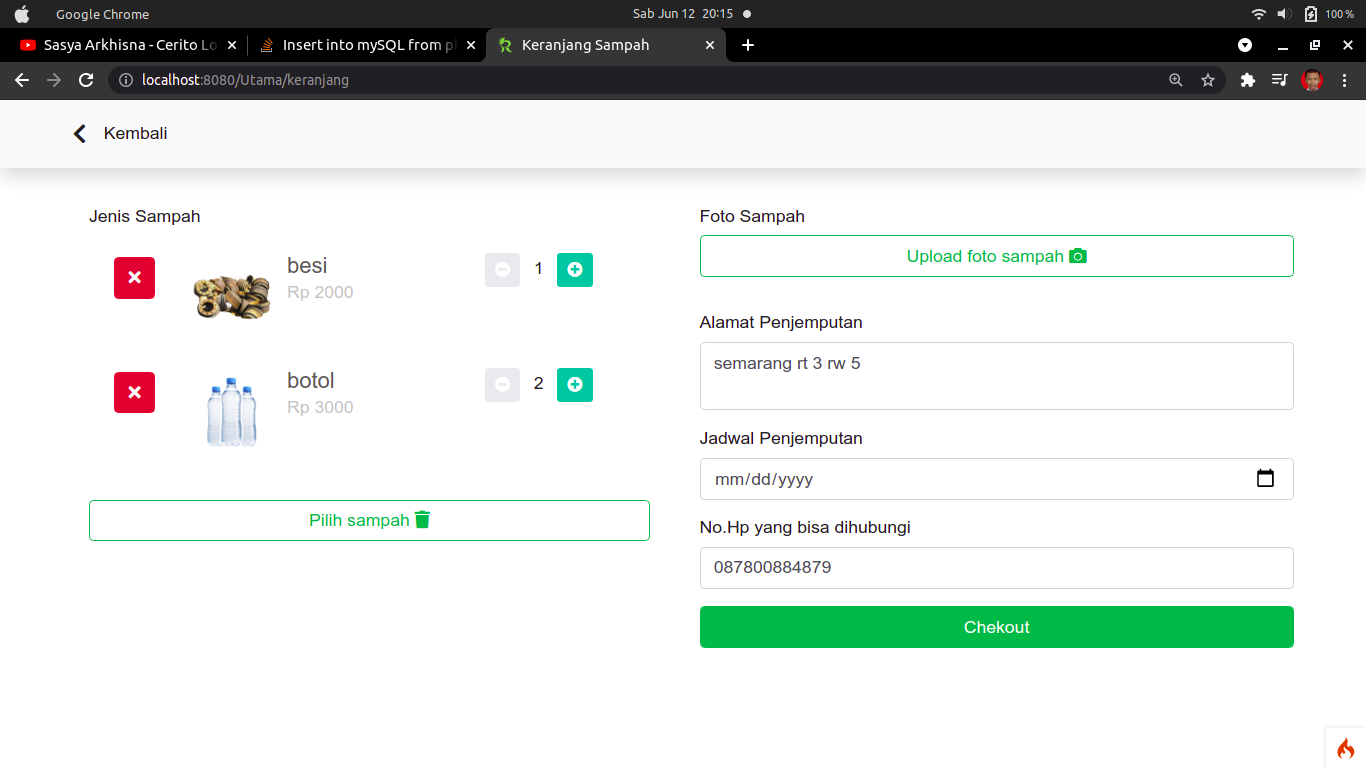 Google Chrome
Sab Jun 12 20:15
100 %
Sasya Arkhisna - Cerito Lo
Insert into mySQL from p
Keranjang Sampah
localhost:8080/Utama/keranjang
Kembali
Jenis Sampah
besi
Rp 2000
1
botol
Rp 3000
2
Pilih sampah
Foto Sampah
Upload foto sampah
Alamat Penjemputan
semarang rt 3 rw 5
Jadwal Penjemputan
mm/dd/yyyy
No.Hp yang bisa dihubungi
087800884879
Chekout